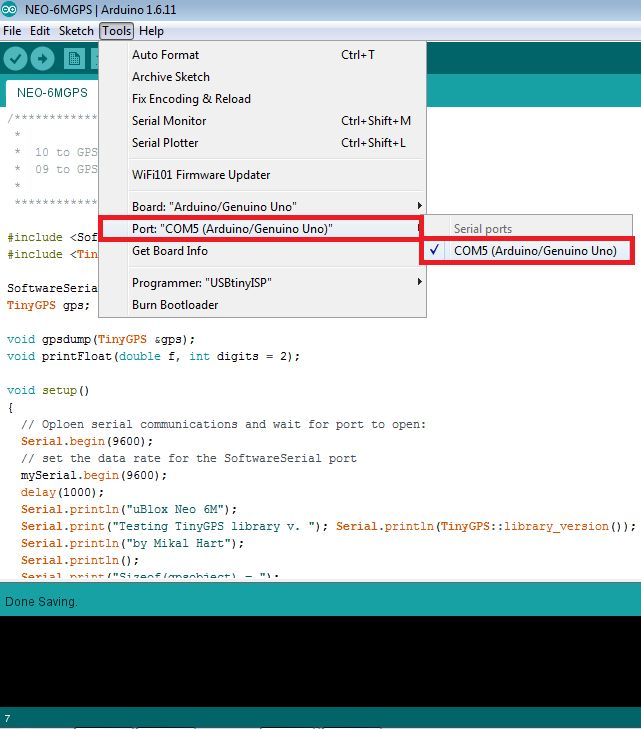 NEO-6MGPS | Arduino 1.6.11
File Edit Sketch Tools Help
Auto Format Ctrl+T
Archive Sketch
Fix Encoding & Reload
Serial Monitor Ctrl+Shift+M
Serial Plotter Ctrl+Shift+L
WiFi101 Firmware Updater
Board: "Arduino/Genuino Uno"
Port: "COM5 (Arduino/Genuino Uno)"
Get Board Info
Programmer: "USBtinyISP"
Burn Bootloader
Serial ports
✓ COM5 (Arduino/Genuino Uno)
NEO-6MGPS
/*************
*
* 10 to GPS
* 09 to GPS
*
*************
#include <Sof
#include <Tin
SoftwareSeria
TinyGPS gps;
void gpsdump(TinyGPS &gps);
void printFloat(double f, int digits = 2);
void setup()
{
// Oploen serial communications and wait for port to open:
Serial.begin(9600);
// set the data rate for the SoftwareSerial port
mySerial.begin(9600);
delay(1000);
Serial.println("uBlox Neo 6M");
Serial.print("Testing TinyGPS library v. "); Serial.println(TinyGPS::library_version());
Serial.println("by Mikal Hart");
Serial.println();
Serial.print("Sizeof(gpsobject) = ");
Done Saving.
7